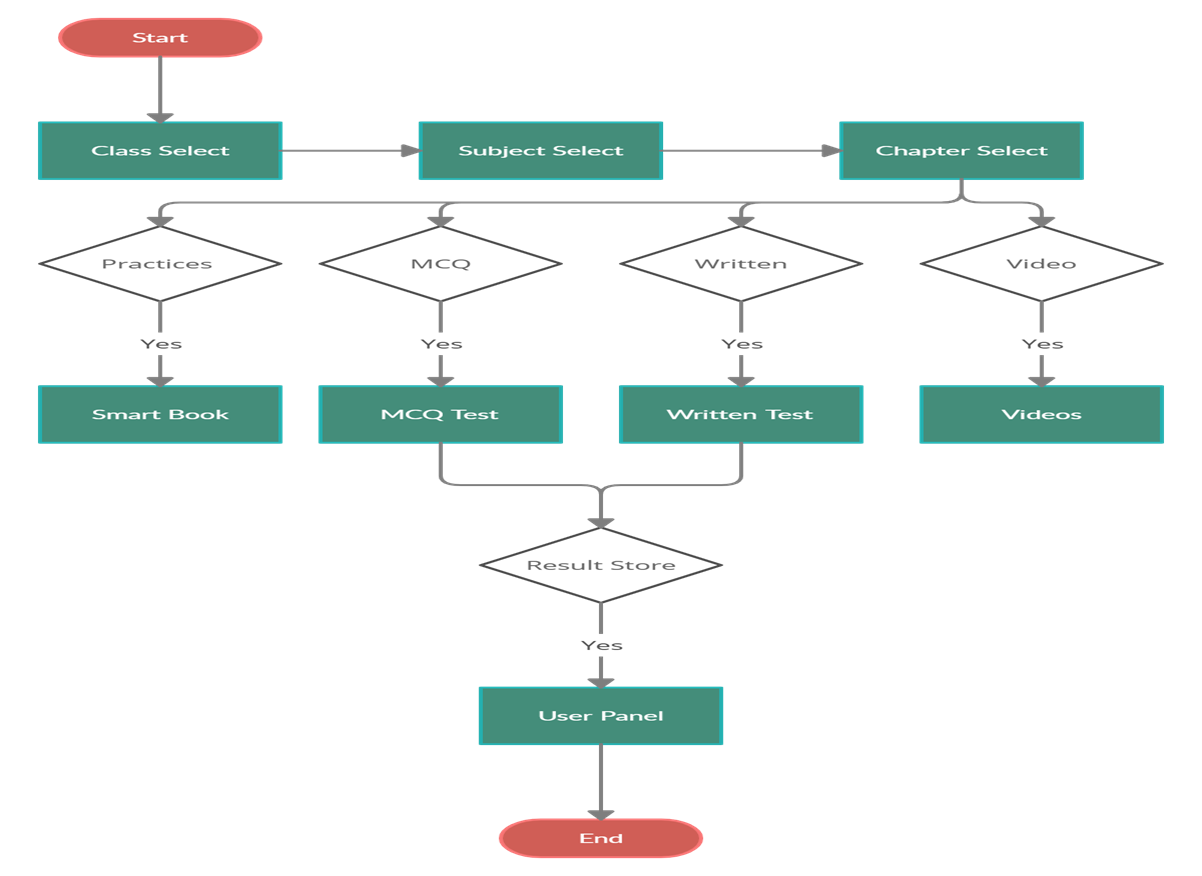 Start
Class Select
Subject Select
Chapter Select
Practices
MCQ
Written
Video
Yes
Yes
Yes
Yes
Smart Book
MCQ Test
Written Test
Videos
Result Store
Yes
User Panel
End